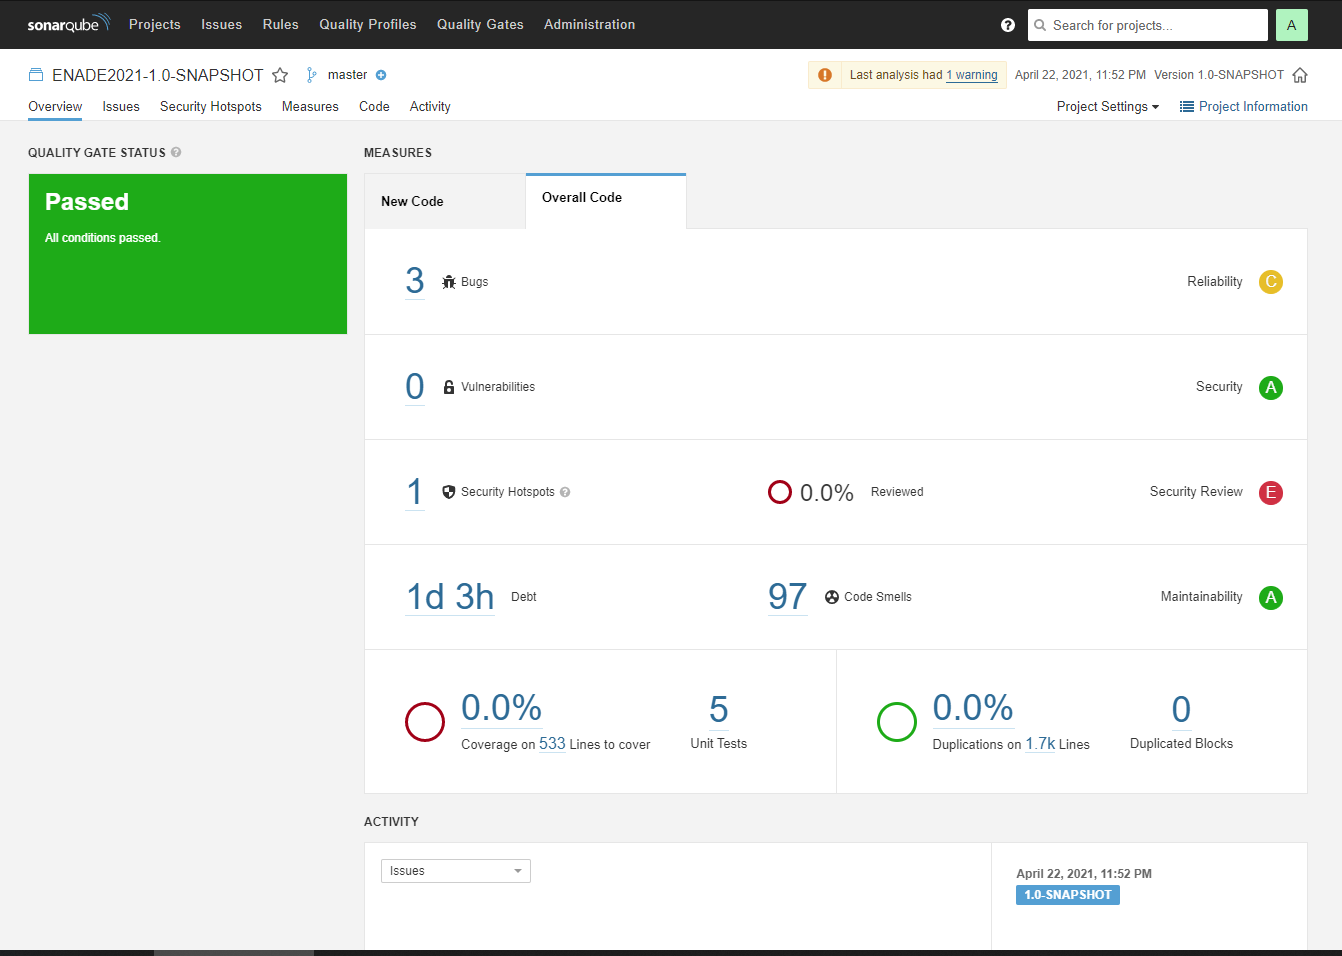 sonarqube Projects Issues Rules Quality Profiles Quality Gates Administration ? Search for projects... A
ENADE2021-1.0-SNAPSHOT master Last analysis had 1 warning April 22, 2021, 11:52 PM Version 1.0-SNAPSHOT
Overview Issues Security Hotspots Measures Code Activity Project Settings Project Information
QUALITY GATE STATUS ?
Passed
All conditions passed.
MEASURES
New Code Overall Code
3 Bugs Reliability C
0 Vulnerabilities Security A
1 Security Hotspots ? 0.0% Reviewed Security Review E
1d 3h Debt 97 Code Smells Maintainability A
0.0% 5 0.0% 0
Coverage on 533 Lines to cover Unit Tests Duplications on 1.7k Lines Duplicated Blocks
ACTIVITY
Issues
April 22, 2021, 11:52 PM
1.0-SNAPSHOT